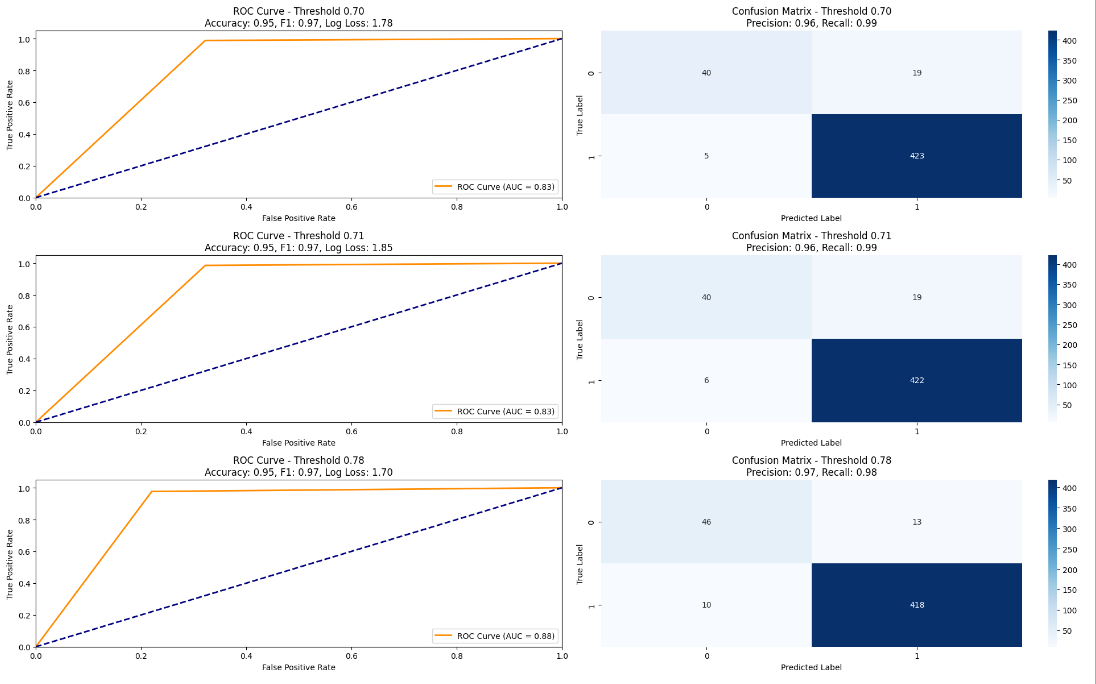 ROC Curve - Threshold 0.70
Accuracy: 0.95, F1: 0.97, Log Loss: 1.78
True Positive Rate
1.0
0.8
0.6
0.4
0.2
0.0
0.0 0.2 0.4 0.6 0.8 1.0
False Positive Rate
ROC Curve (AUC = 0.83)
Confusion Matrix - Threshold 0.70
Precision: 0.96, Recall: 0.99
True Label
0
1
40 19
5 423
0 1
Predicted Label
400
350
300
250
200
150
100
50
ROC Curve - Threshold 0.71
Accuracy: 0.95, F1: 0.97, Log Loss: 1.85
True Positive Rate
1.0
0.8
0.6
0.4
0.2
0.0
0.0 0.2 0.4 0.6 0.8 1.0
False Positive Rate
ROC Curve (AUC = 0.83)
Confusion Matrix - Threshold 0.71
Precision: 0.96, Recall: 0.99
True Label
0
1
40 19
6 422
0 1
Predicted Label
400
350
300
250
200
150
100
50
ROC Curve - Threshold 0.78
Accuracy: 0.95, F1: 0.97, Log Loss: 1.70
True Positive Rate
1.0
0.8
0.6
0.4
0.2
0.0
0.0 0.2 0.4 0.6 0.8 1.0
False Positive Rate
ROC Curve (AUC = 0.88)
Confusion Matrix - Threshold 0.78
Precision: 0.97, Recall: 0.98
True Label
0
1
46 13
10 418
0 1
Predicted Label
400
350
300
250
200
150
100
50